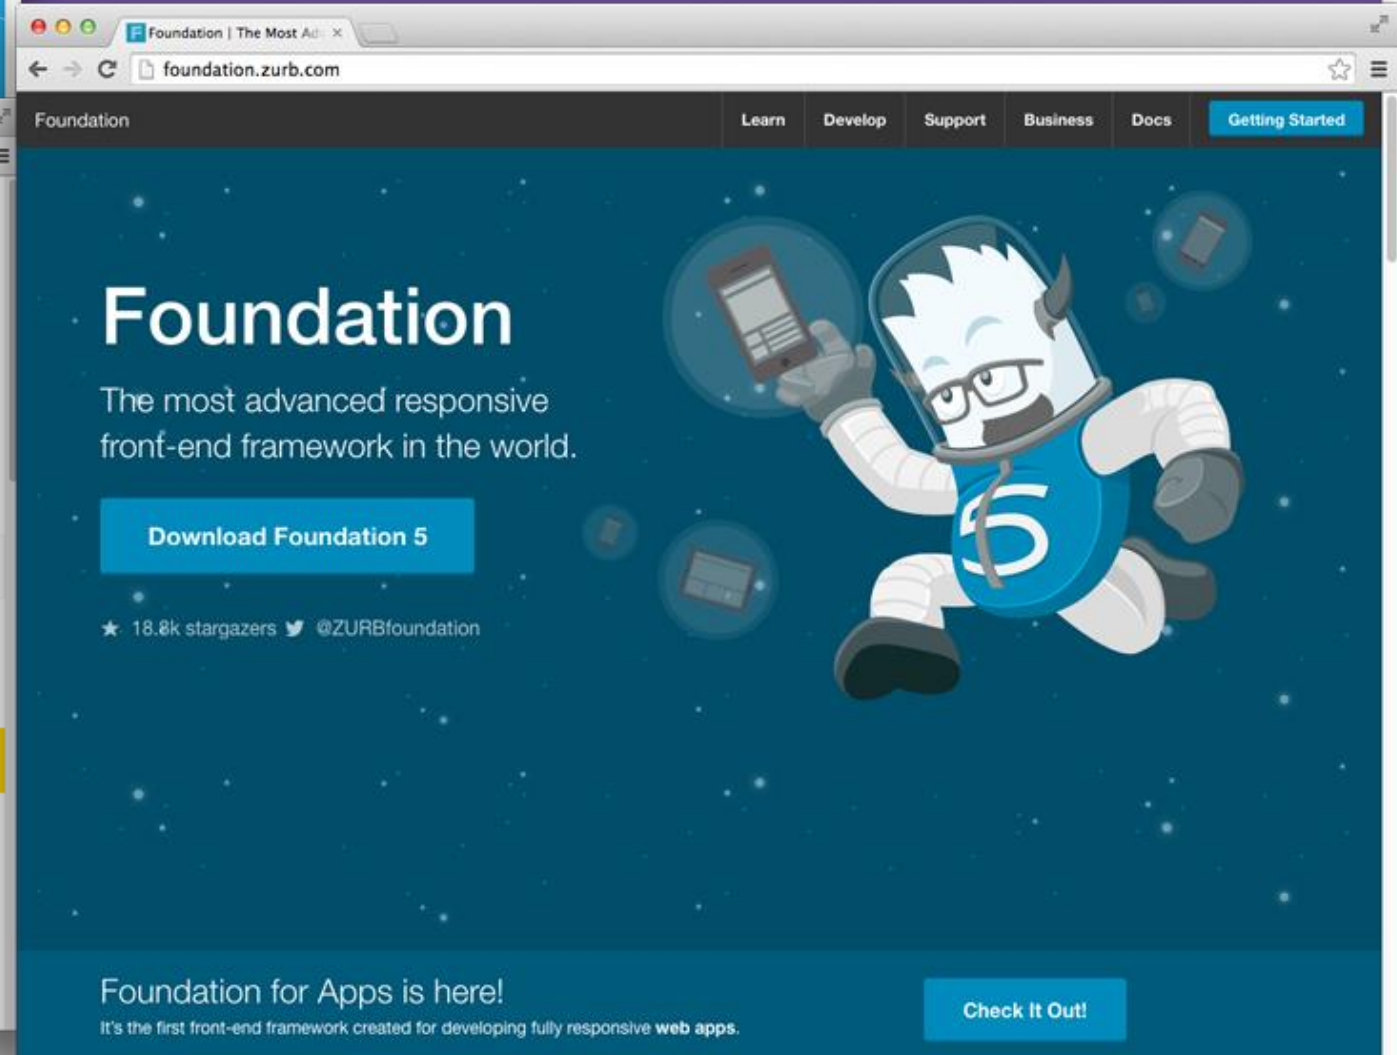 Foundation | The Most Ad
foundation.zurb.com
Foundation
Learn
Develop
Support
Business
Docs
Getting Started
Foundation
The most advanced responsive
front-end framework in the world.
Download Foundation 5
18.8k stargazers @ZURBfoundation
5
Foundation for Apps is here!
It's the first front-end framework created for developing fully responsive web apps.
Check It Out!